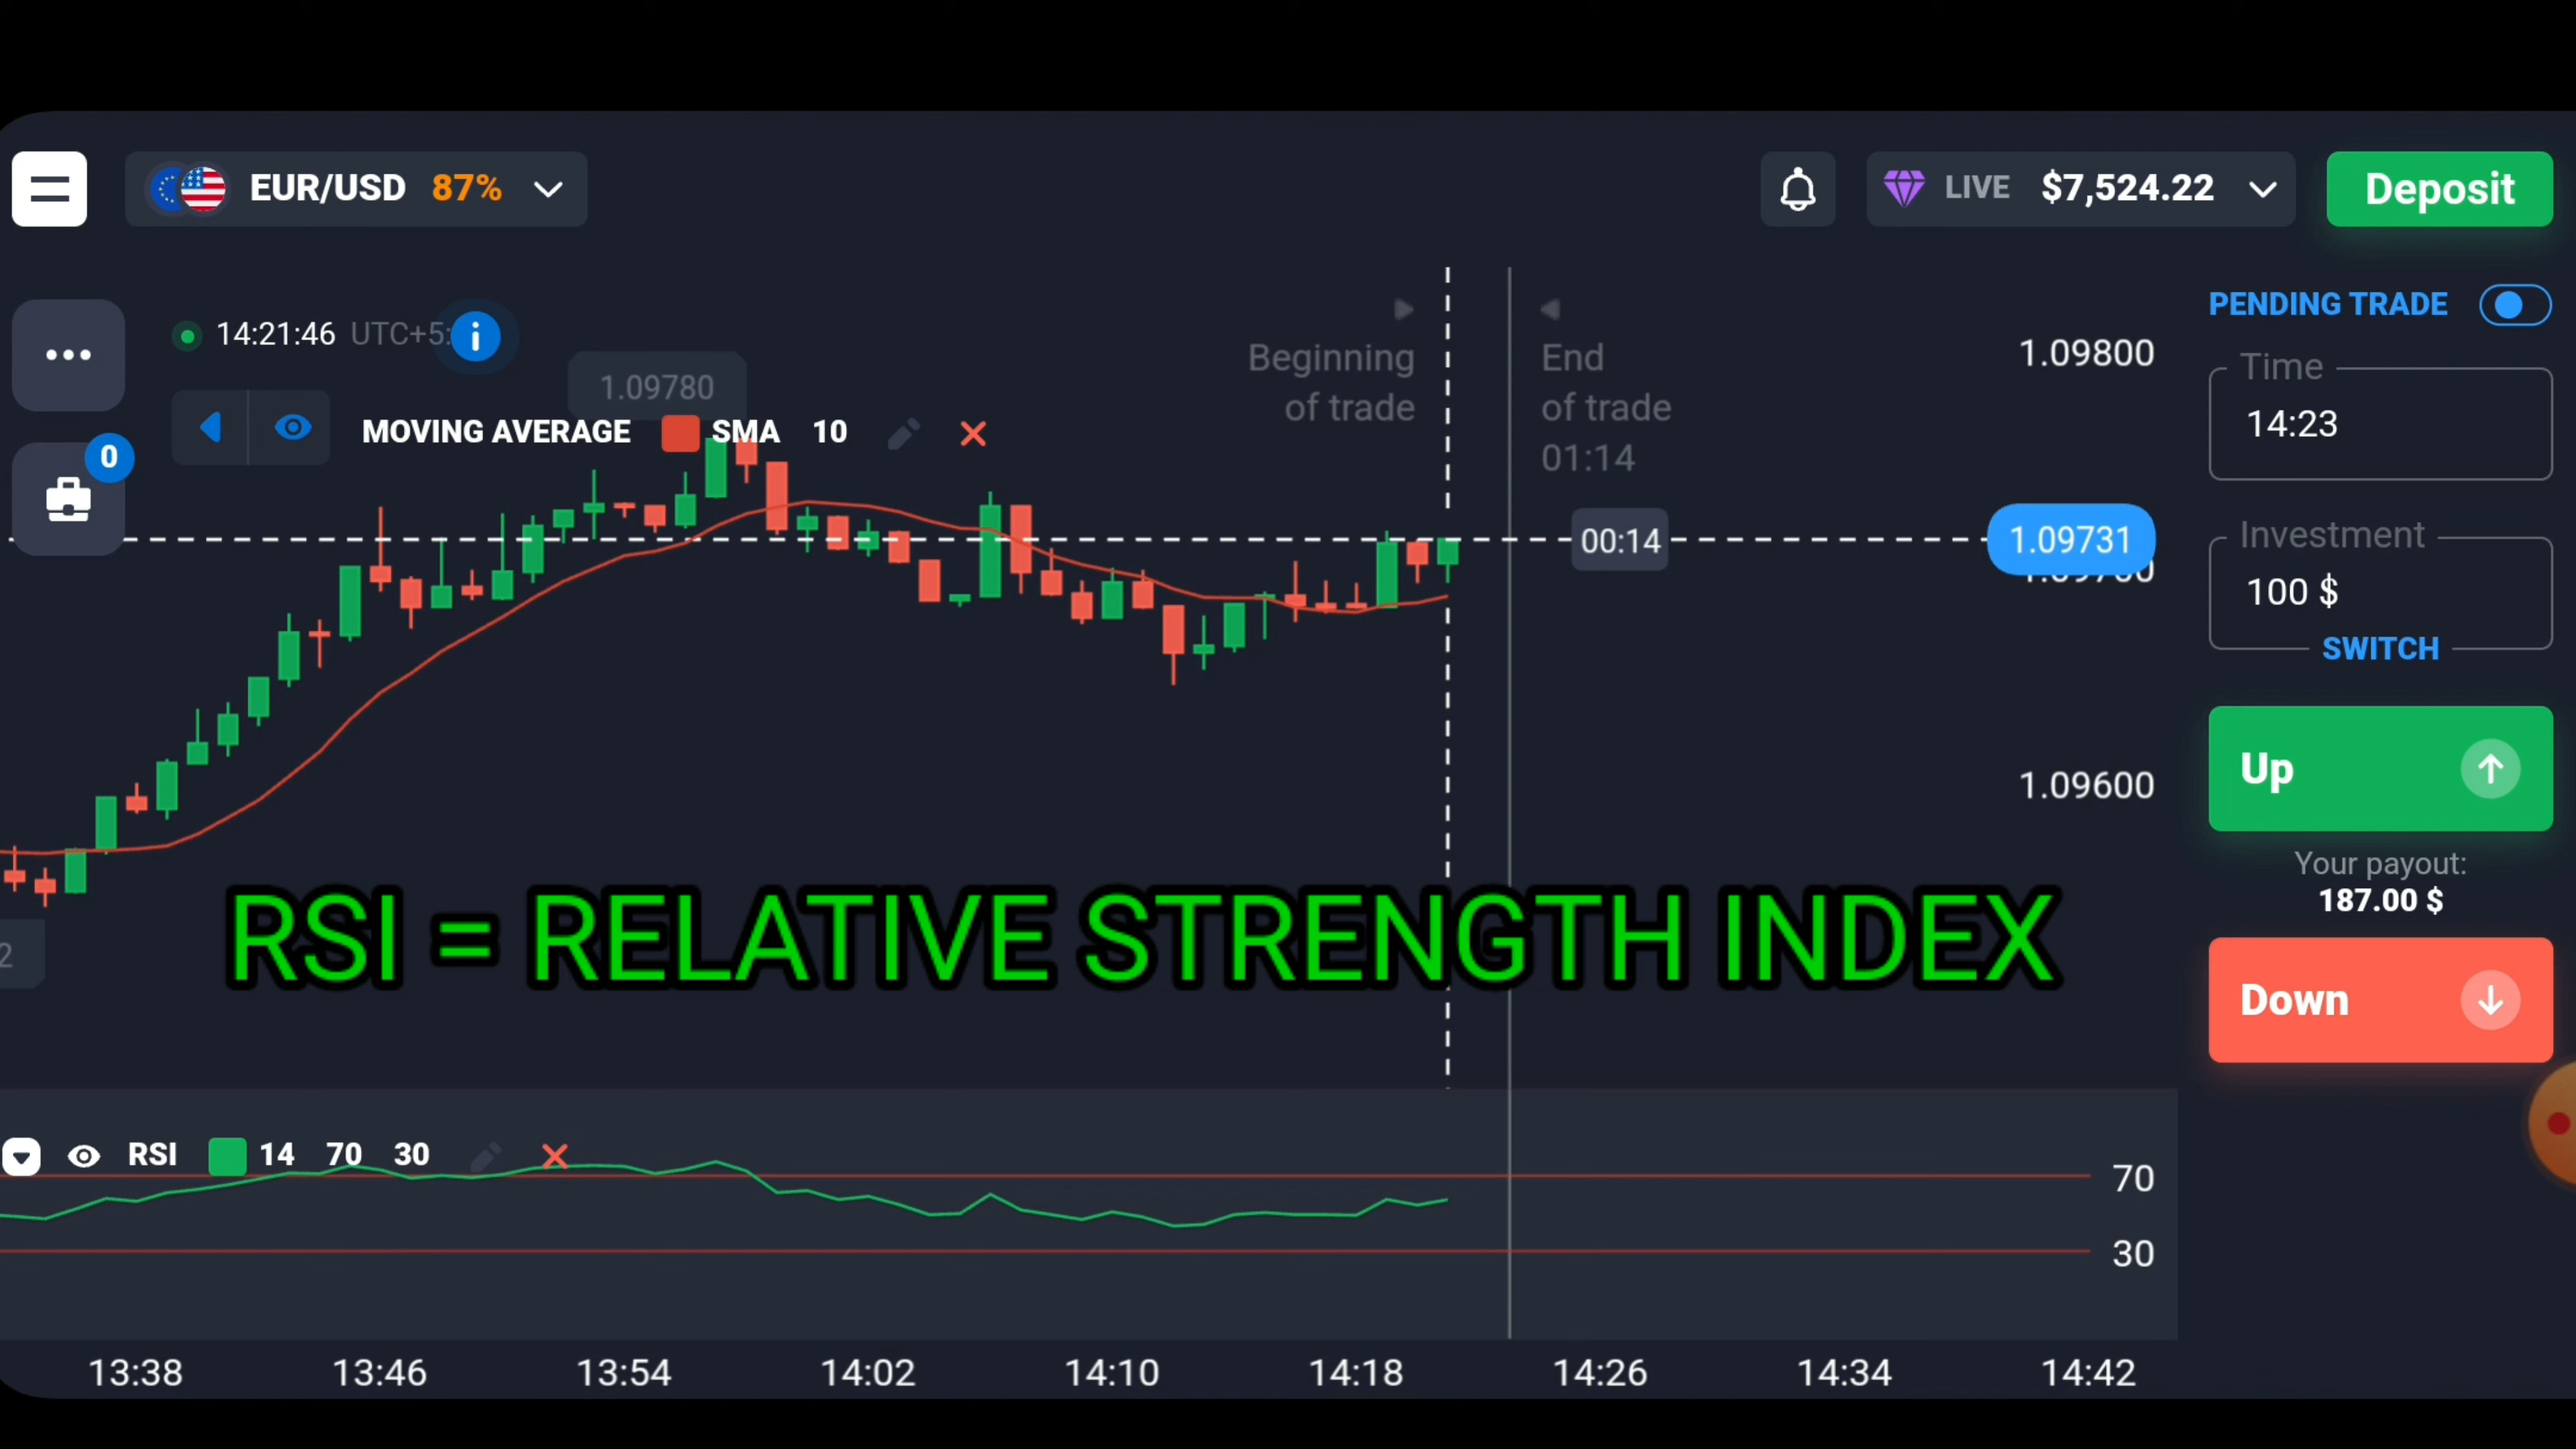 EUR/USD 87%
LIVE $7,524.22
Deposit
14:21:46 UTC+5:
i
1.09780
MOVING AVERAGE SMA 10
0
Beginning
of trade
End
of trade
01:14
00:14
1.09800
1.09731
1.09600
PENDING TRADE
Time
14:23
Investment
100 $
SWITCH
Up
Your payout:
187.00 $
Down
RSI = RELATIVE STRENGTH INDEX
2
RSI 14 70 30
70
30
13:38 13:46 13:54 14:02 14:10 14:18 14:26 14:34 14:42